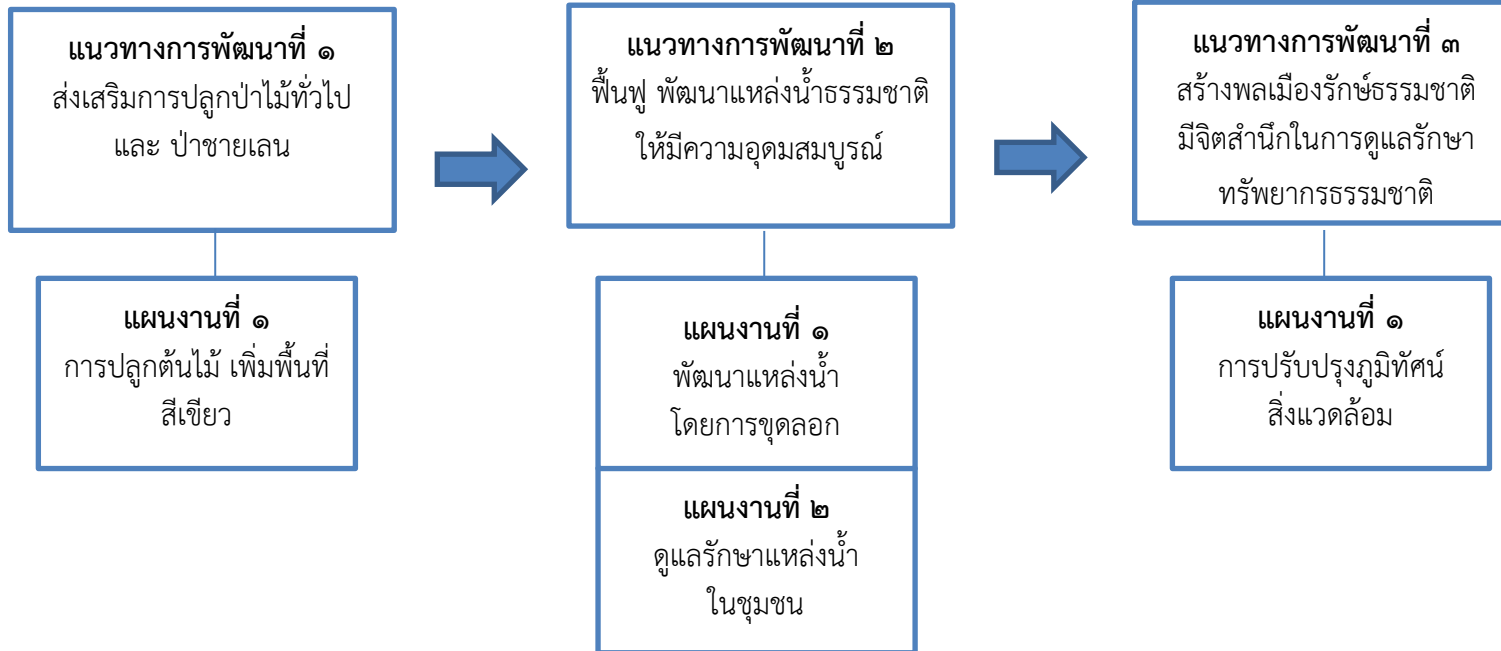 แนวทางการพัฒนาที่ ๑
ส่งเสริมการปลูกป่าไม้ทั่วไป
และ ป่าชายเลน
แนวทางการพัฒนาที่ ๒
ฟื้นฟู พัฒนาแหล่งน้ำธรรมชาติ
ให้มีความอุดมสมบูรณ์
แนวทางการพัฒนาที่ ๓
สร้างพลเมืองรักษ์ธรรมชาติ
มีจิตสำนึกในการดูแลรักษา
ทรัพยากรธรรมชาติ
แผนงานที่ ๑
การปลูกต้นไม้ เพิ่มพื้นที่
สีเขียว
แผนงานที่ ๑
พัฒนาแหล่งน้ำ
โดยการขุดลอก
แผนงานที่ ๒
ดูแลรักษาแหล่งน้ำ
ในชุมชน
แผนงานที่ ๑
การปรับปรุงภูมิทัศน์
สิ่งแวดล้อม